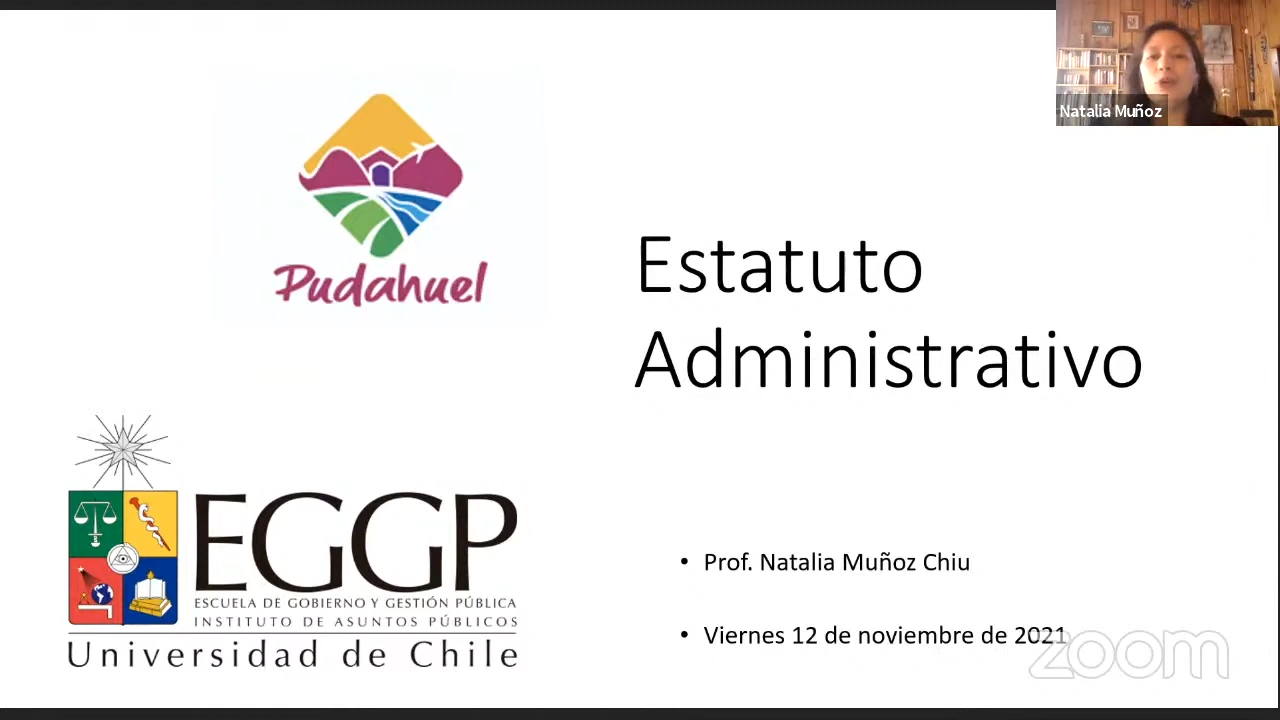 Natalia Muñoz
Pudahuel
Estatuto
Administrativo
EGGP
ESCUELA DE GOBIERNO Y GESTIÓN PÚBLICA
INSTITUTO DE ASUNTOS PÚBLICOS
Universidad de Chile
• Prof. Natalia Muñoz Chiu
• Viernes 12 de noviembre de 2021
zoom